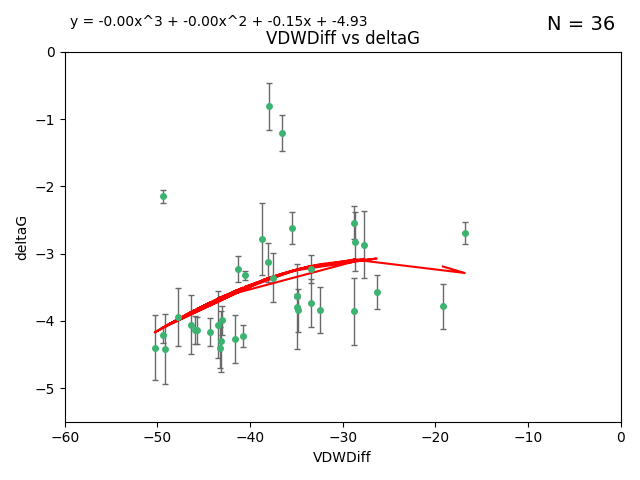 y = -0.00x^3 + -0.00x^2 + -0.15x + -4.93
N = 36
VDWDiff vs deltaG
0
−1
−2
−3
−4
−5
deltaG
−60 −50 −40 −30 −20 −10 0
VDWDiff